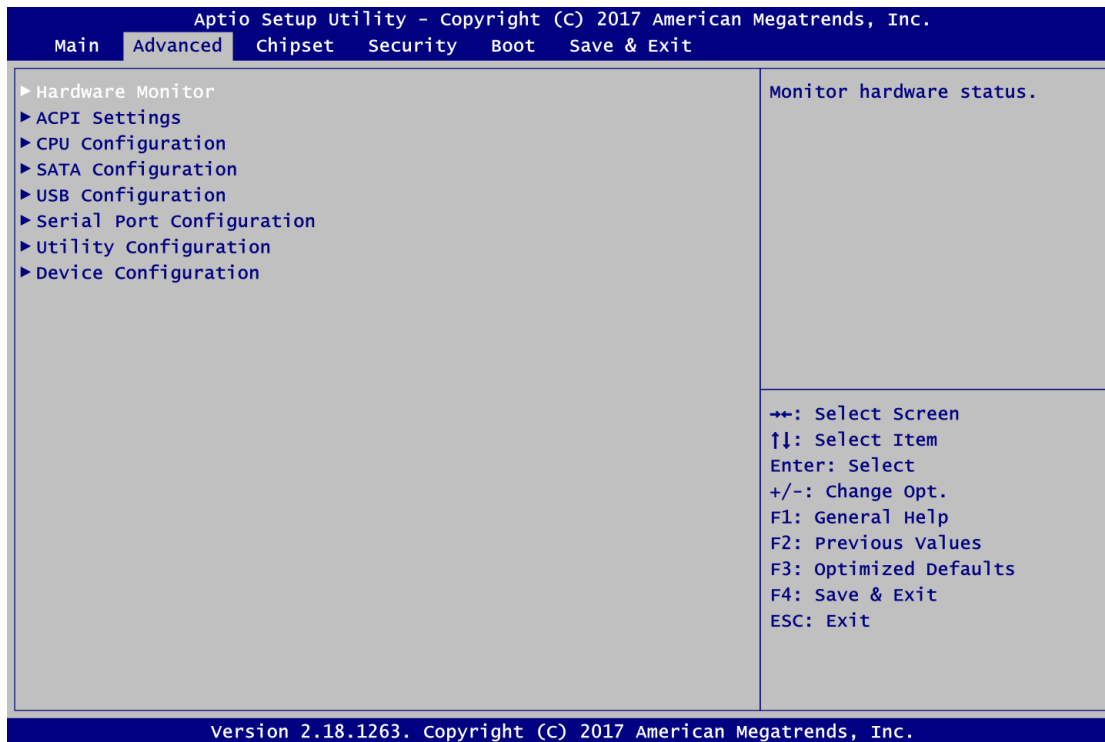 Aptio Setup Utility - Copyright (C) 2017 American Megatrends, Inc.
Main Advanced Chipset Security Boot Save & Exit
►Hardware Monitor
►ACPI Settings
►CPU Configuration
►SATA Configuration
►USB Configuration
►Serial Port Configuration
►Utility Configuration
►Device Configuration
Monitor hardware status.
→←: Select Screen
↑↓: Select Item
Enter: Select
+/-: Change Opt.
F1: General Help
F2: Previous Values
F3: Optimized Defaults
F4: Save & Exit
ESC: Exit
Version 2.18.1263. Copyright (C) 2017 American Megatrends, Inc.